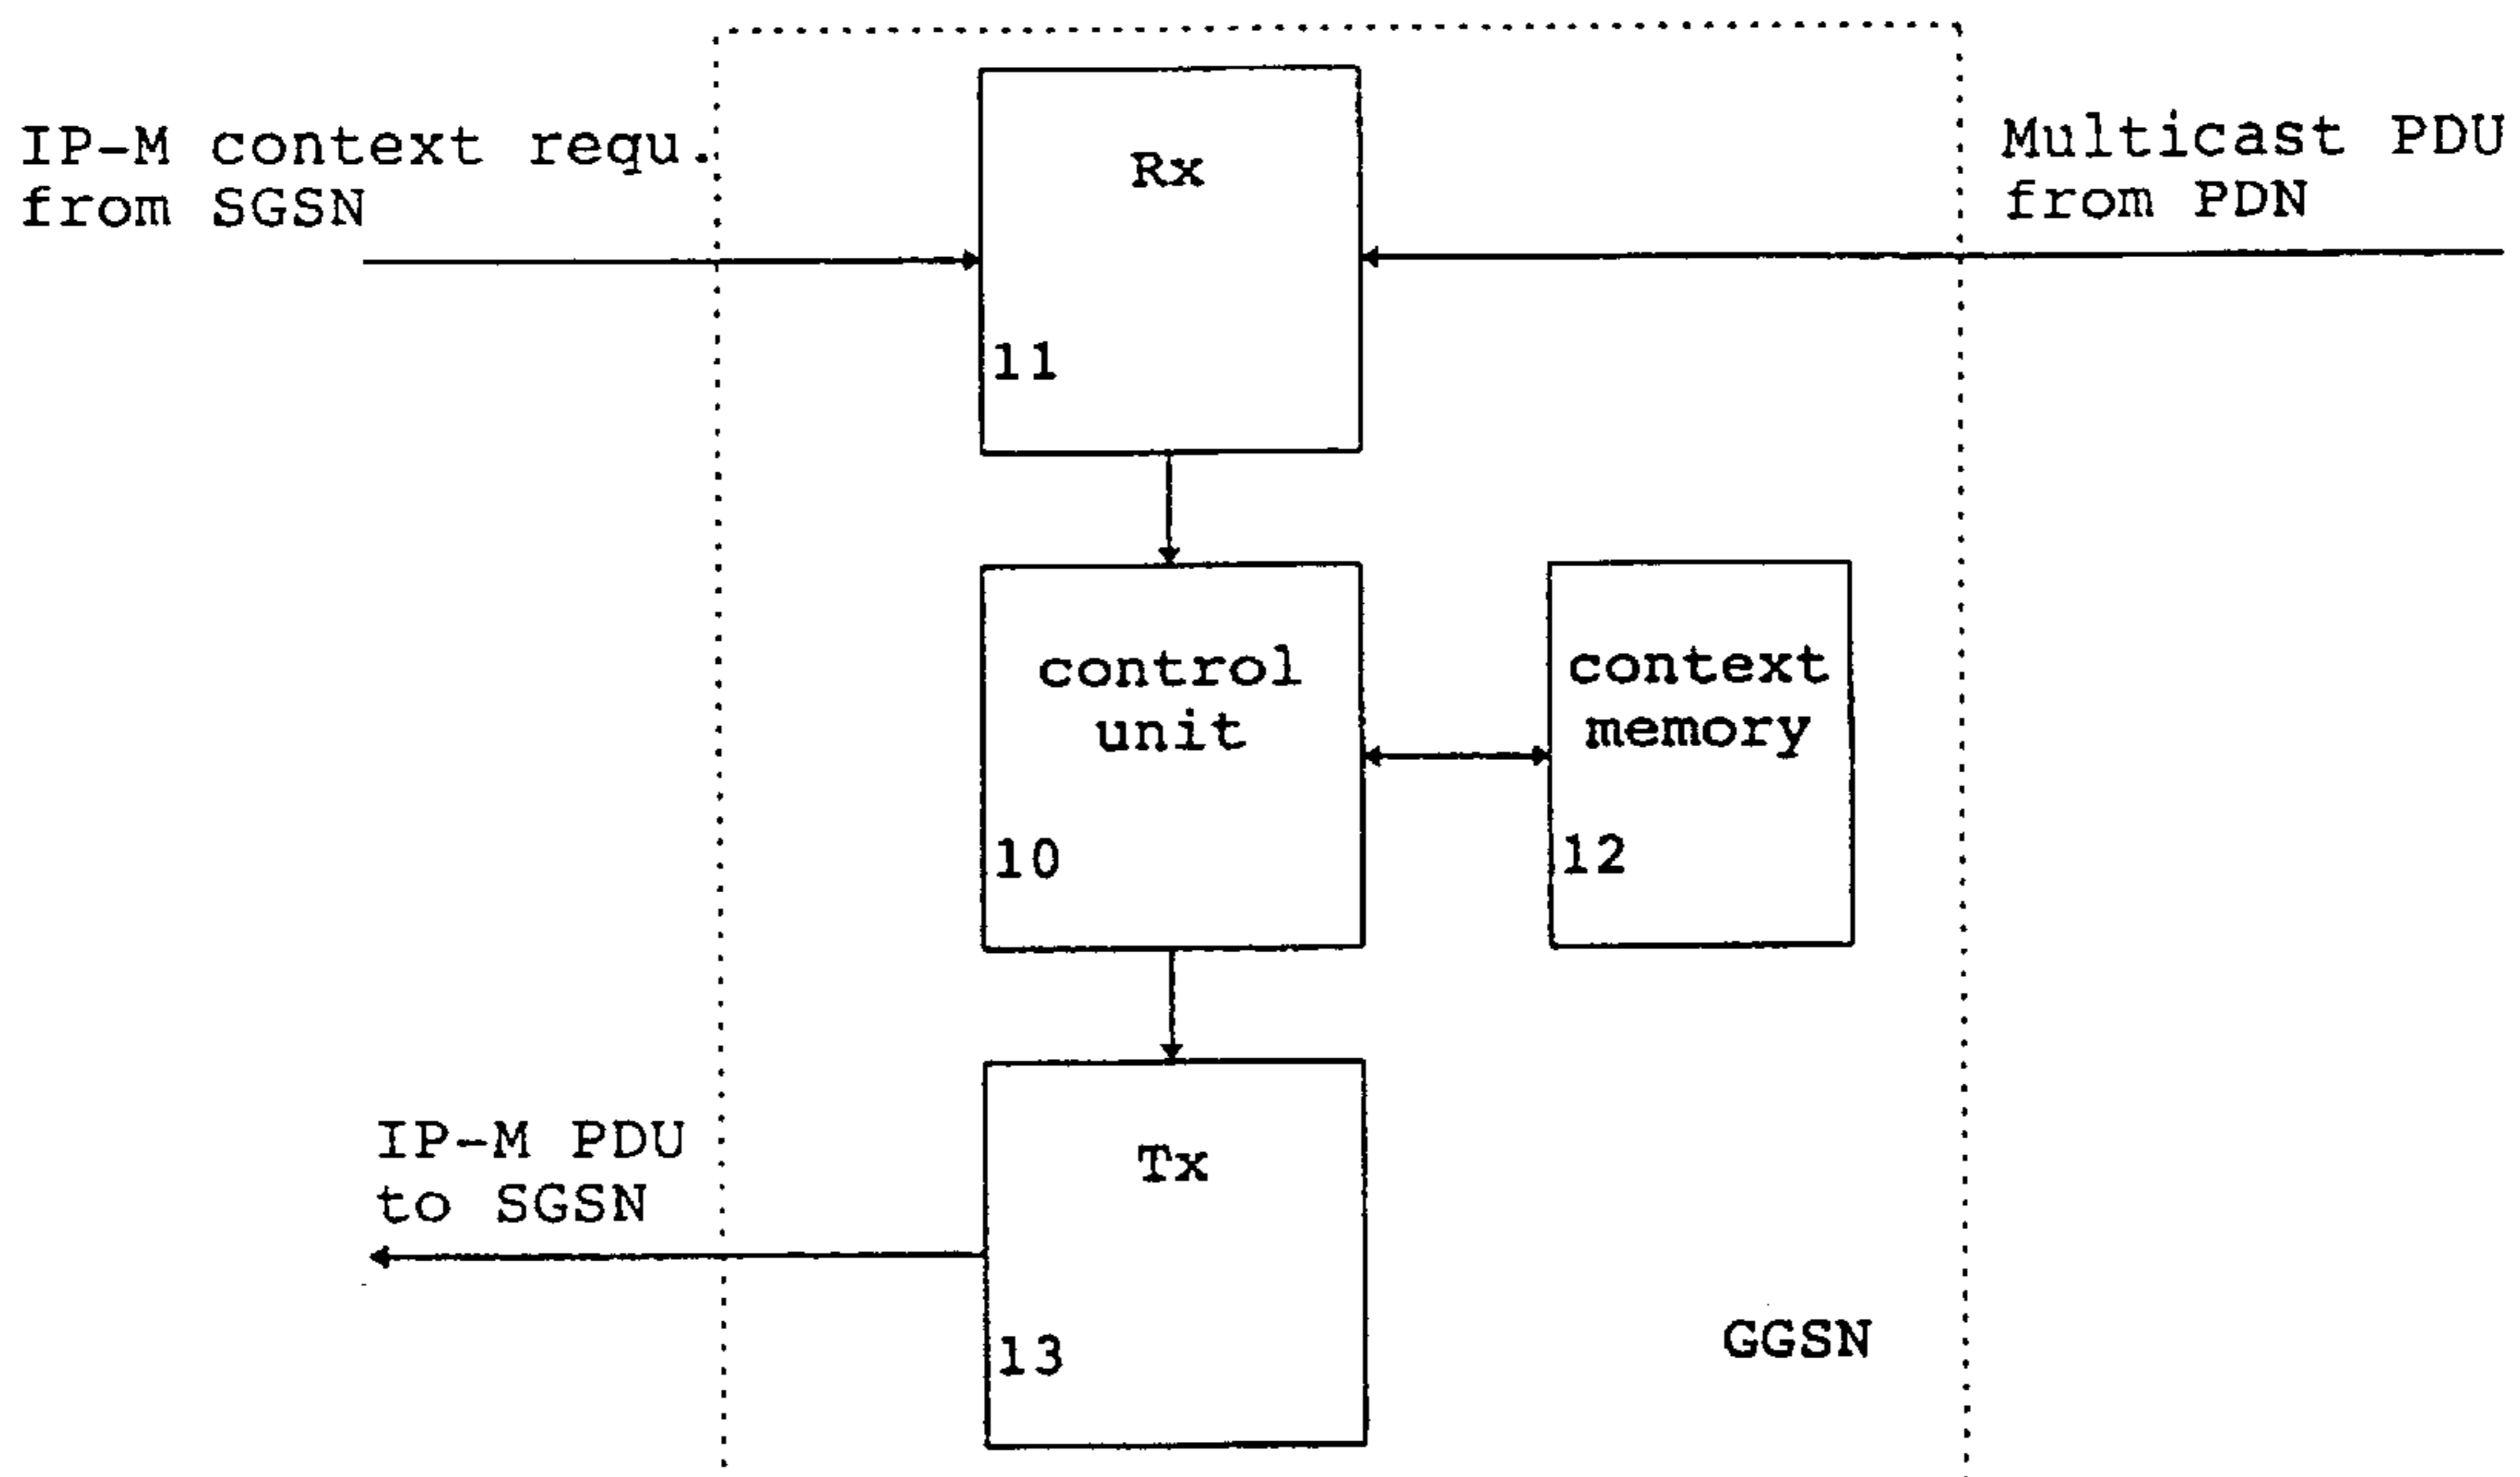 IP-M context requ.
from SGSN
Rx
11
Multicast PDU
from PDN
control
unit
10
context
memory
12
IP-M PDU
to SGSN
Tx
13
GGSN